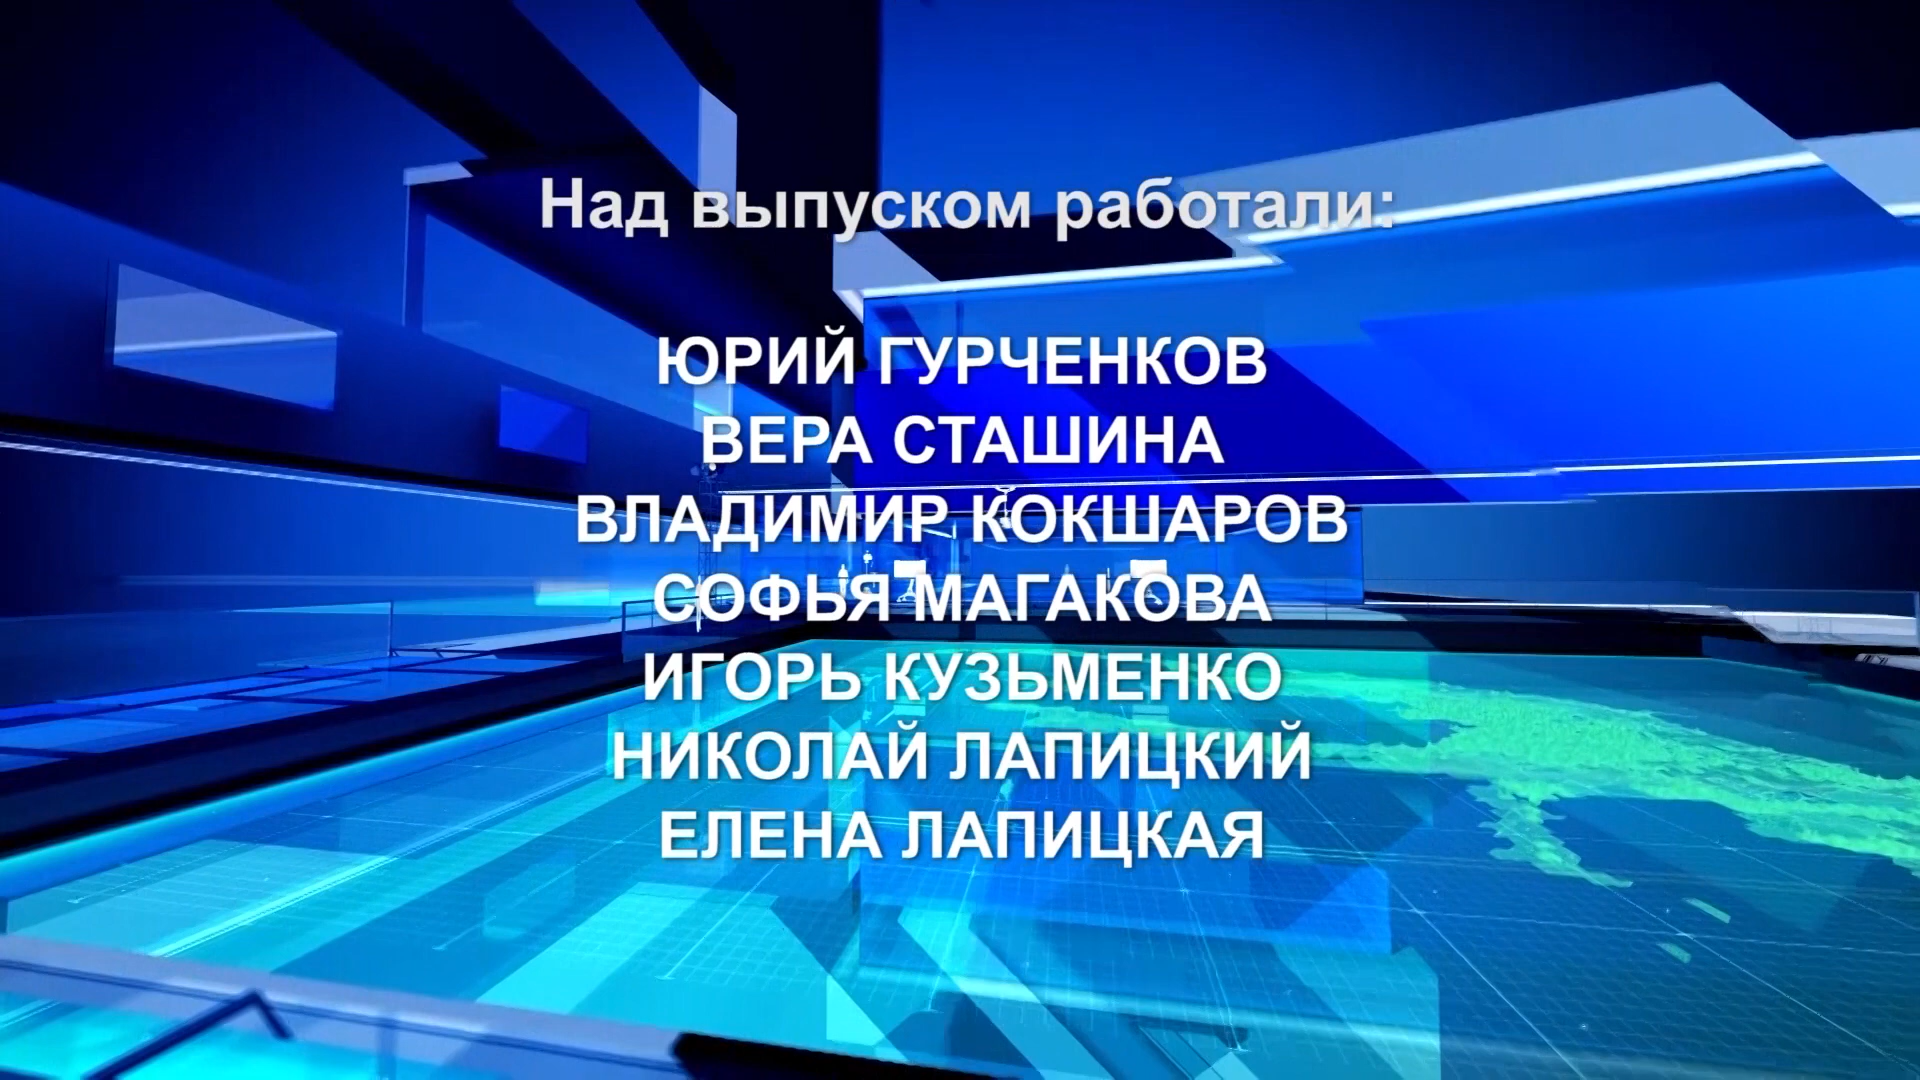 Над выпуском работали:
ЮРИЙ ГУРЧЕНКОВ
ВЕРА СТАШИНА
ВЛАДИМИР КОКШАРОВ
СОФЬЯ МАГАКОВА
ИГОРЬ КУЗЬМЕНКО
НИКОЛАЙ ЛАПИЦКИЙ
ЕЛЕНА ЛАПИЦКАЯ